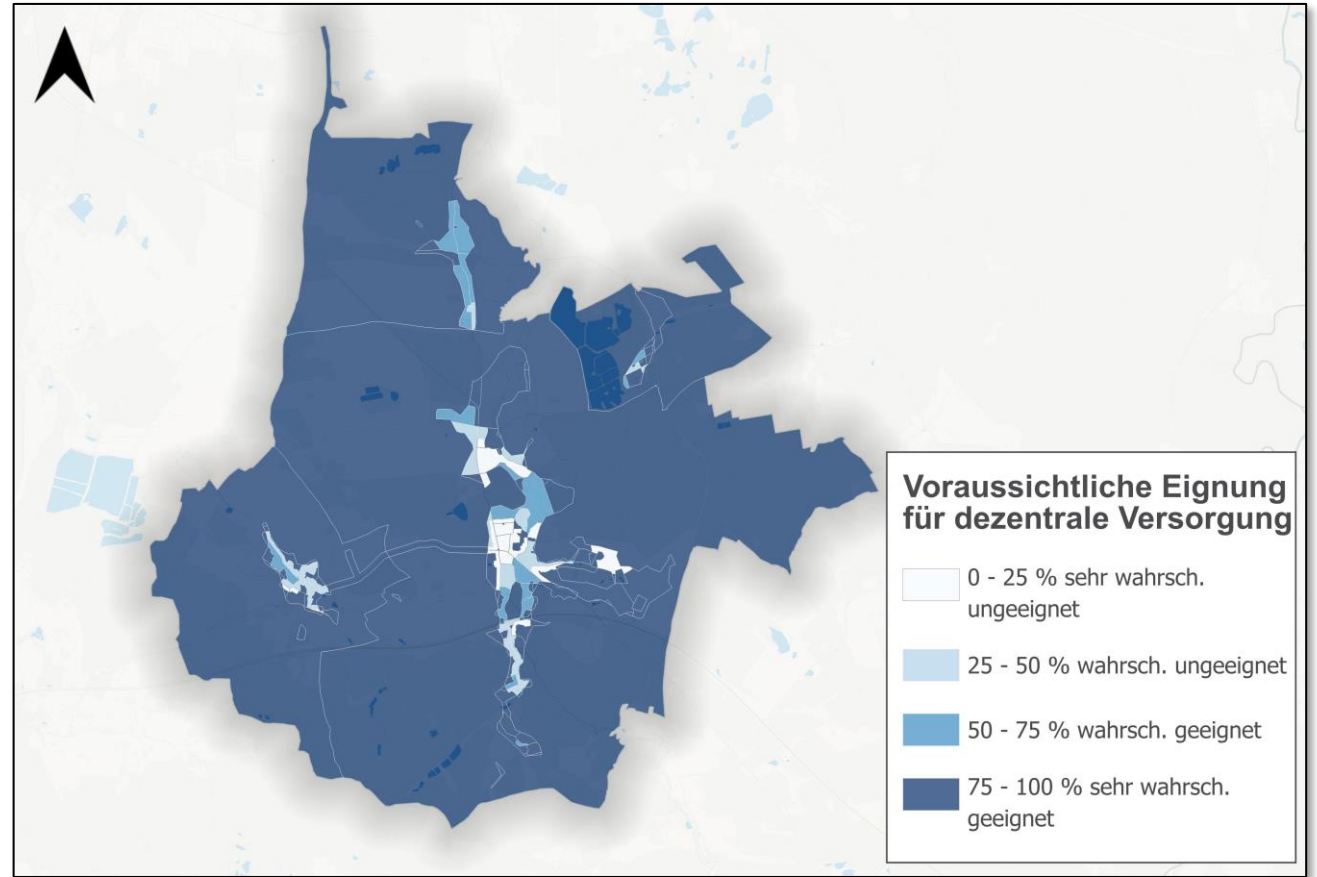 Voraussichtliche Eignung
für dezentrale Versorgung
0 - 25 % sehr wahrsch.
ungeeignet
25 - 50 % wahrsch. ungeeignet
50 - 75 % wahrsch. geeignet
75 - 100 % sehr wahrsch.
geeignet